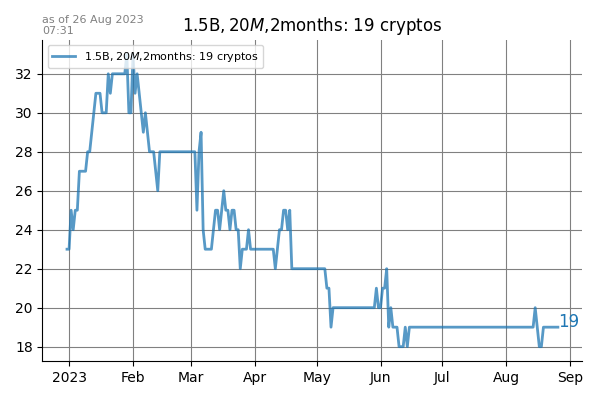 as of 26 Aug 2023
07:31
1.5B, 20M,2months: 19 cryptos
1.5B, 20M,2months: 19 cryptos
32
30
28
26
24
22
20
18
19
2023
Feb
Mar
Apr
May
Jun
Jul
Aug
Sep